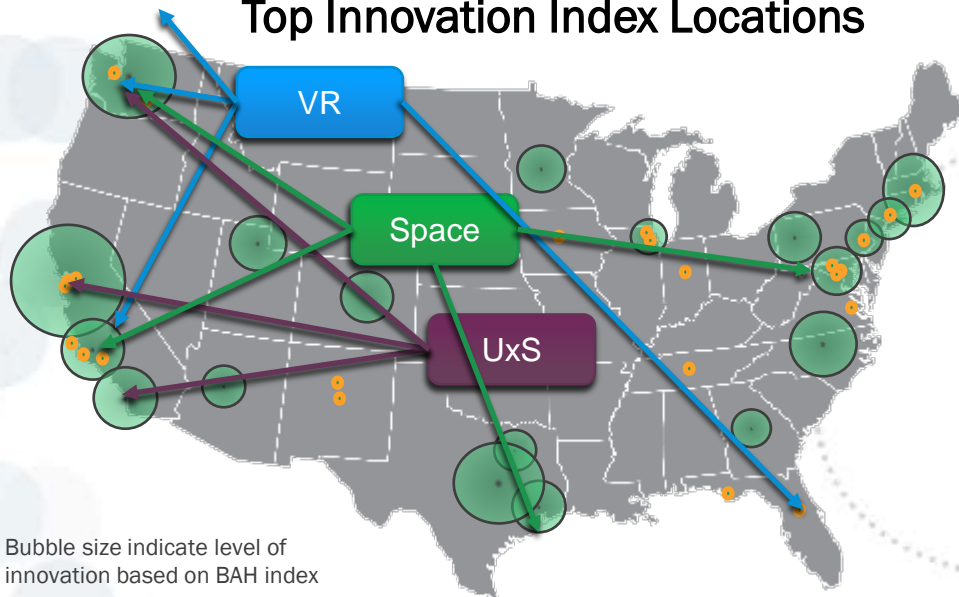 Top Innovation Index Locations
VR
Space
UxS
Bubble size indicate level of
innovation based on BAH index